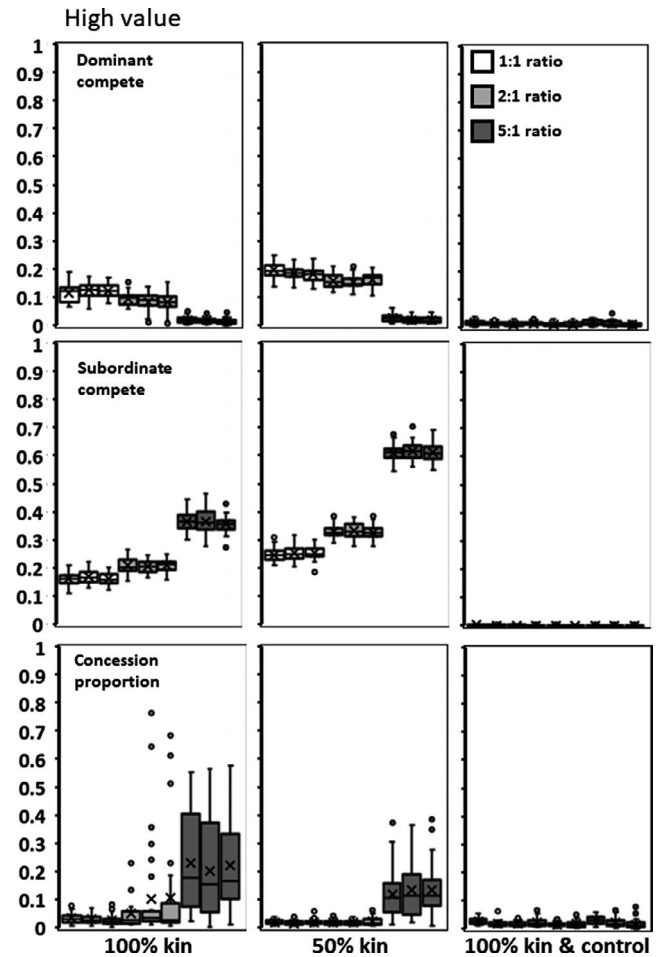 High value
1
0.9
0.8
0.7
0.6
0.5
0.4
0.3
0.2
0.1
0
Dominant
compete
1:1 ratio
2:1 ratio
5:1 ratio
1
0.9
0.8
0.7
0.6
0.5
0.4
0.3
0.2
0.1
0
Subordinate
compete
1
0.9
0.8
0.7
0.6
0.5
0.4
0.3
0.2
0.1
0
Concession
proportion
100% kin
50% kin
100% kin & control